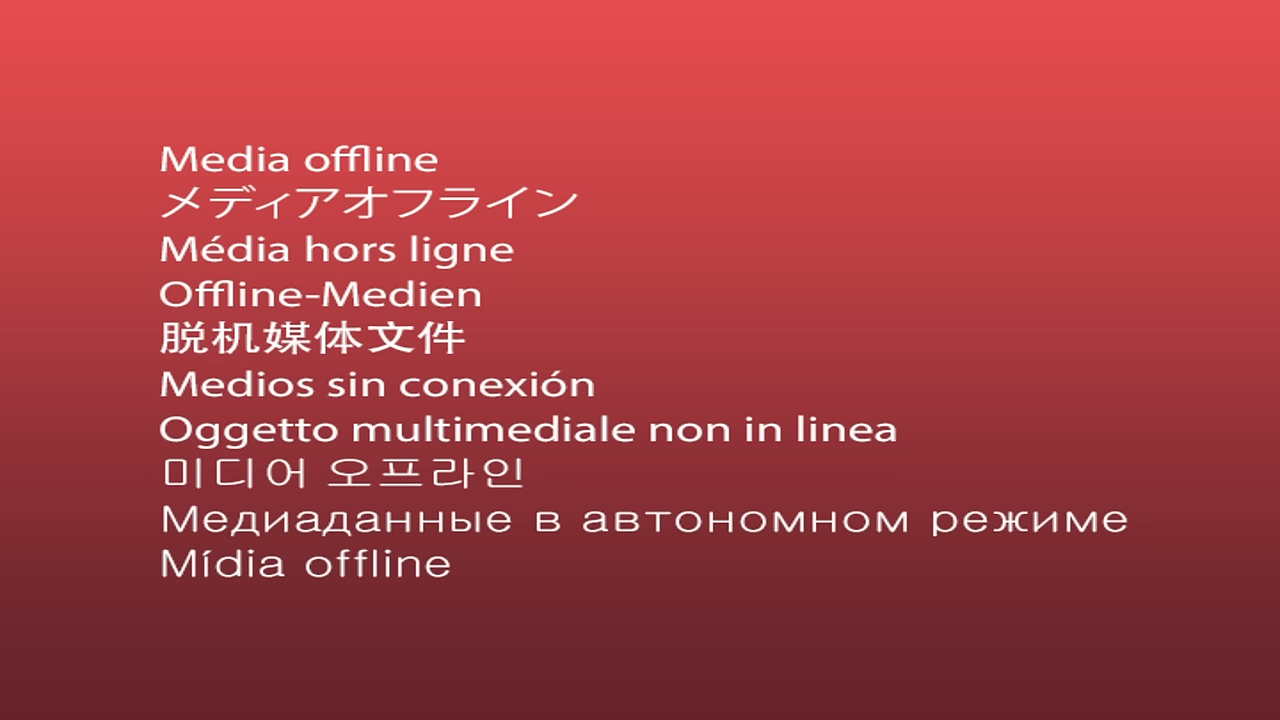 Media offline
メディアオフライン
Média hors ligne
Offline-Medien
脱机媒体文件
Medios sin conexión
Oggetto multimediale non in linea
미디어 오프라인
Медиаданные в автономном режиме
Mídia offline